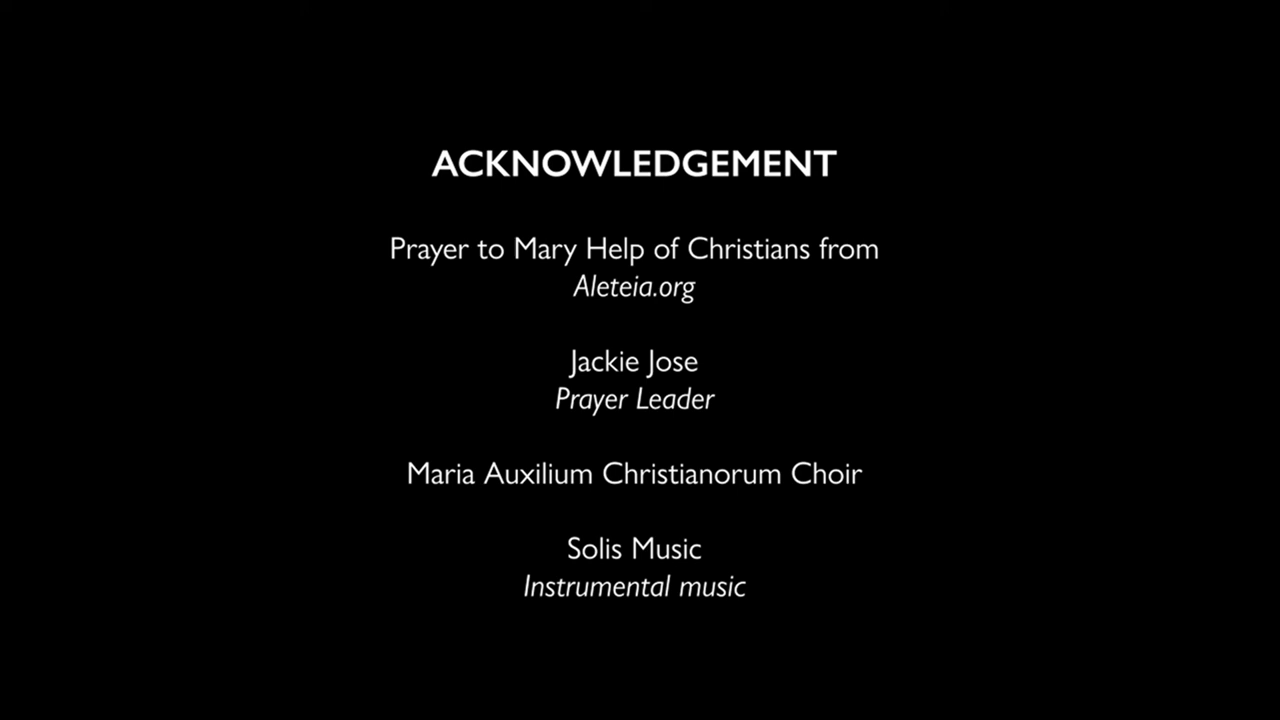 ACKNOWLEDGEMENT
Prayer to Mary Help of Christians from
Aleteia.org
Jackie Jose
Prayer Leader
Maria Auxilium Christianorum Choir
Solis Music
Instrumental music